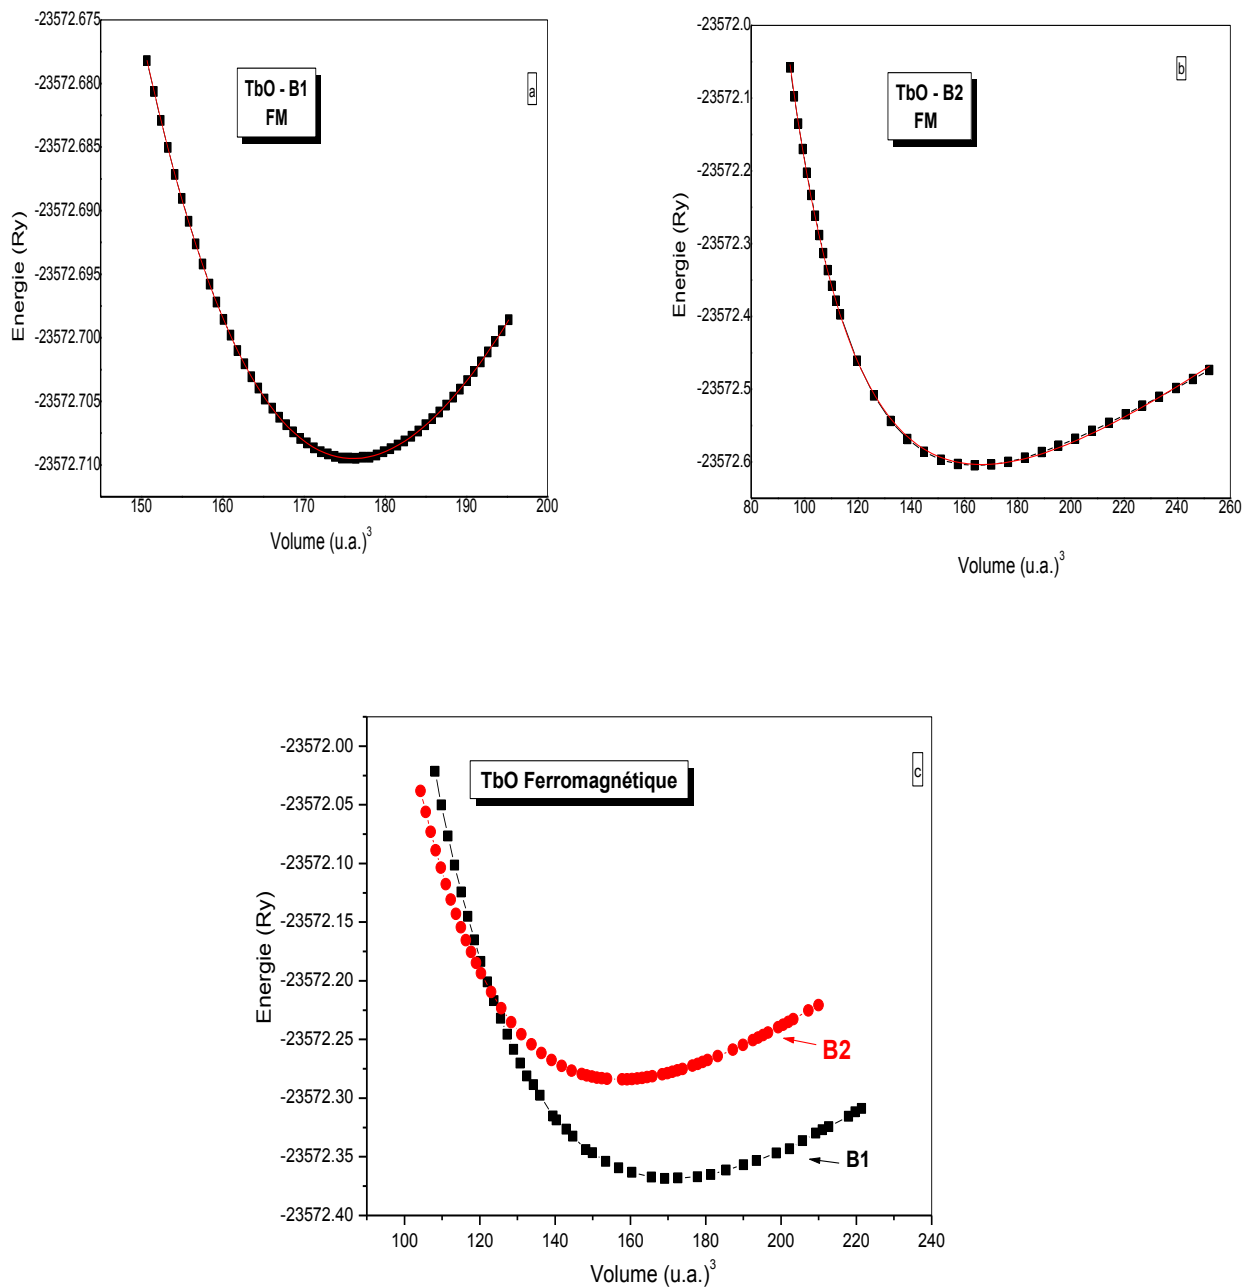 -23572.675
-23572.680
-23572.685
-23572.690
-23572.695
-23572.700
-23572.705
-23572.710
Energie (Ry)
TbO - B1
FM
a
150 160 170 180 190 200
Volume (u.a.)³
-23572.0
-23572.1
-23572.2
-23572.3
-23572.4
-23572.5
-23572.6
Energie (Ry)
TbO - B2
FM
b
80 100 120 140 160 180 200 220 240 260
Volume (u.a.)³
-23572.00
-23572.05
-23572.10
-23572.15
-23572.20
-23572.25
-23572.30
-23572.35
-23572.40
Energie (Ry)
TbO Ferromagnétique
c
B2
B1
100 120 140 160 180 200 220 240
Volume (u.a.)³